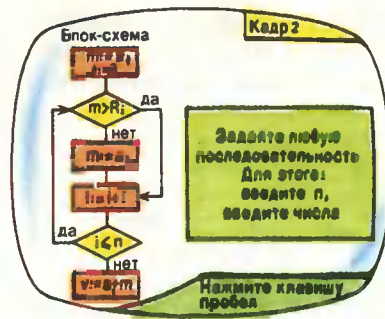 Блок-схема
Кадр 2
m>Ri
да
нет
Задайте любую
последовательность
Для этого:
введите n,
введите числа
да
i⩽n
нет
Нажмите клавишу
пробел